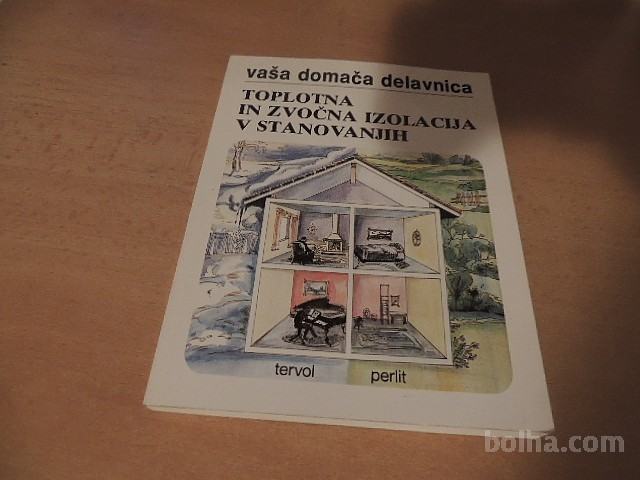 vaša domača delavnica
TOPLOTNA
IN ZVOČNA IZOLACIJA
V STANOVANJIH
tervol perlit
bolha.com